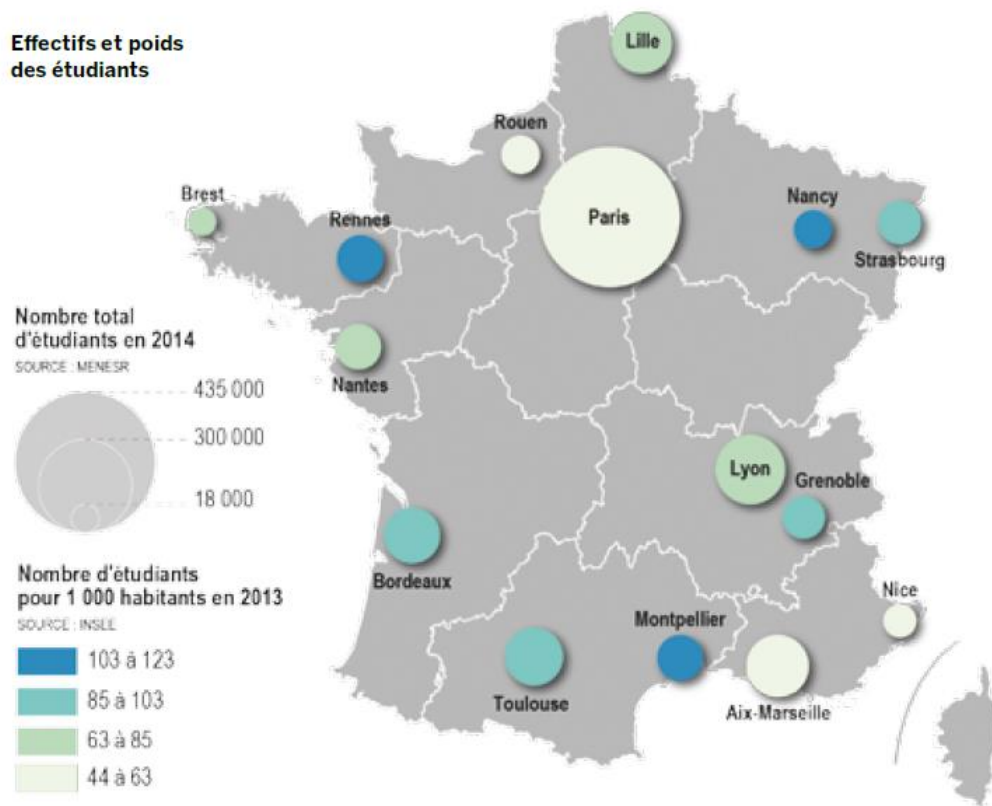 Effectifs et poids
des étudiants
Lille
Rouen
Brest
Rennes
Paris
Nancy
Strasbourg
Nantes
Nombre total
d'étudiants en 2014
SOURCE : MENESR
435 000
300 000
18 000
Lyon
Grenoble
Bordeaux
Nombre d'étudiants
pour 1 000 habitants en 2013
SOURCE : INSEE
103 à 123
85 à 103
63 à 85
44 à 63
Nice
Montpellier
Toulouse
Aix-Marseille